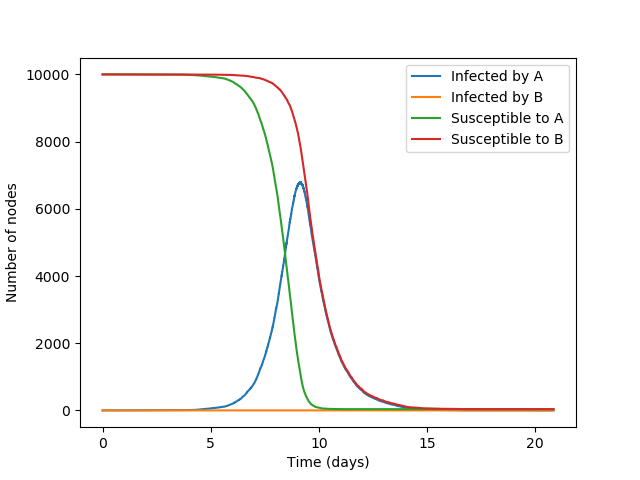 Number of nodes
10000
8000
6000
4000
2000
0
Infected by A
Infected by B
Susceptible to A
Susceptible to B
0 5 10 15 20
Time (days)